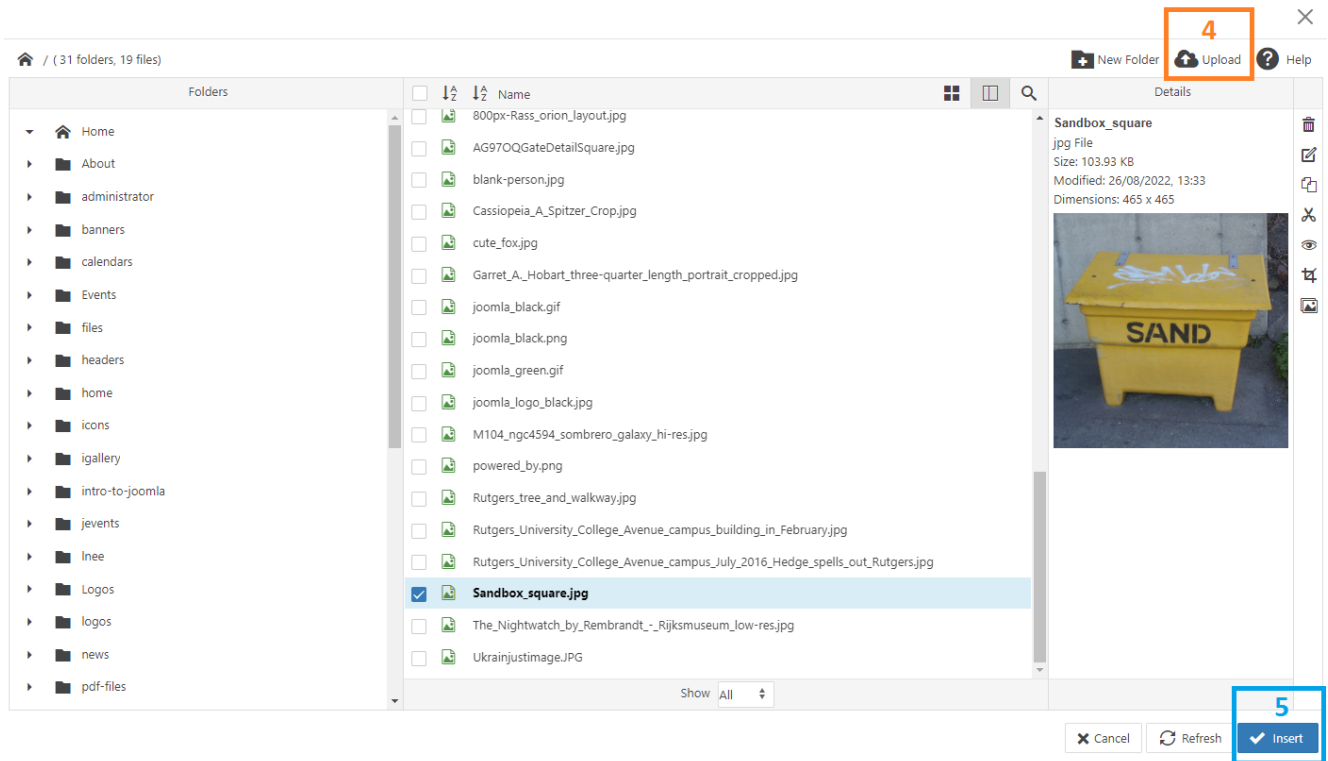 4
/ ( 31 folders, 19 files)
New Folder
Upload
? Help
Folders
Name
Details
Home
About
administrator
banners
calendars
Events
files
headers
home
icons
igallery
intro-to-joomla
jevents
lnee
Logos
logos
news
pdf-files
800px-Rass_orion_layout.jpg
AG97OQGateDetailSquare.jpg
blank-person.jpg
Cassiopeia_A_Spitzer_Crop.jpg
cute_fox.jpg
Garret_A._Hobart_three-quarter_length_portrait_cropped.jpg
joomla_black.gif
joomla_black.png
joomla_green.gif
joomla_logo_black.jpg
M104_ngc4594_sombrero_galaxy_hi-res.jpg
powered_by.png
Rutgers_tree_and_walkway.jpg
Rutgers_University_College_Avenue_campus_building_in_February.jpg
Rutgers_University_College_Avenue_campus_July_2016_Hedge_spells_out_Rutgers.jpg
Sandbox_square.jpg
The_Nightwatch_by_Rembrandt_-_Rijksmuseum_low-res.jpg
Ukrainjustimage.JPG
Show All
Sandbox_square
jpg File
Size: 103.93 KB
Modified: 26/08/2022, 13:33
Dimensions: 465 x 465
SAND
5
Cancel
Refresh
Insert